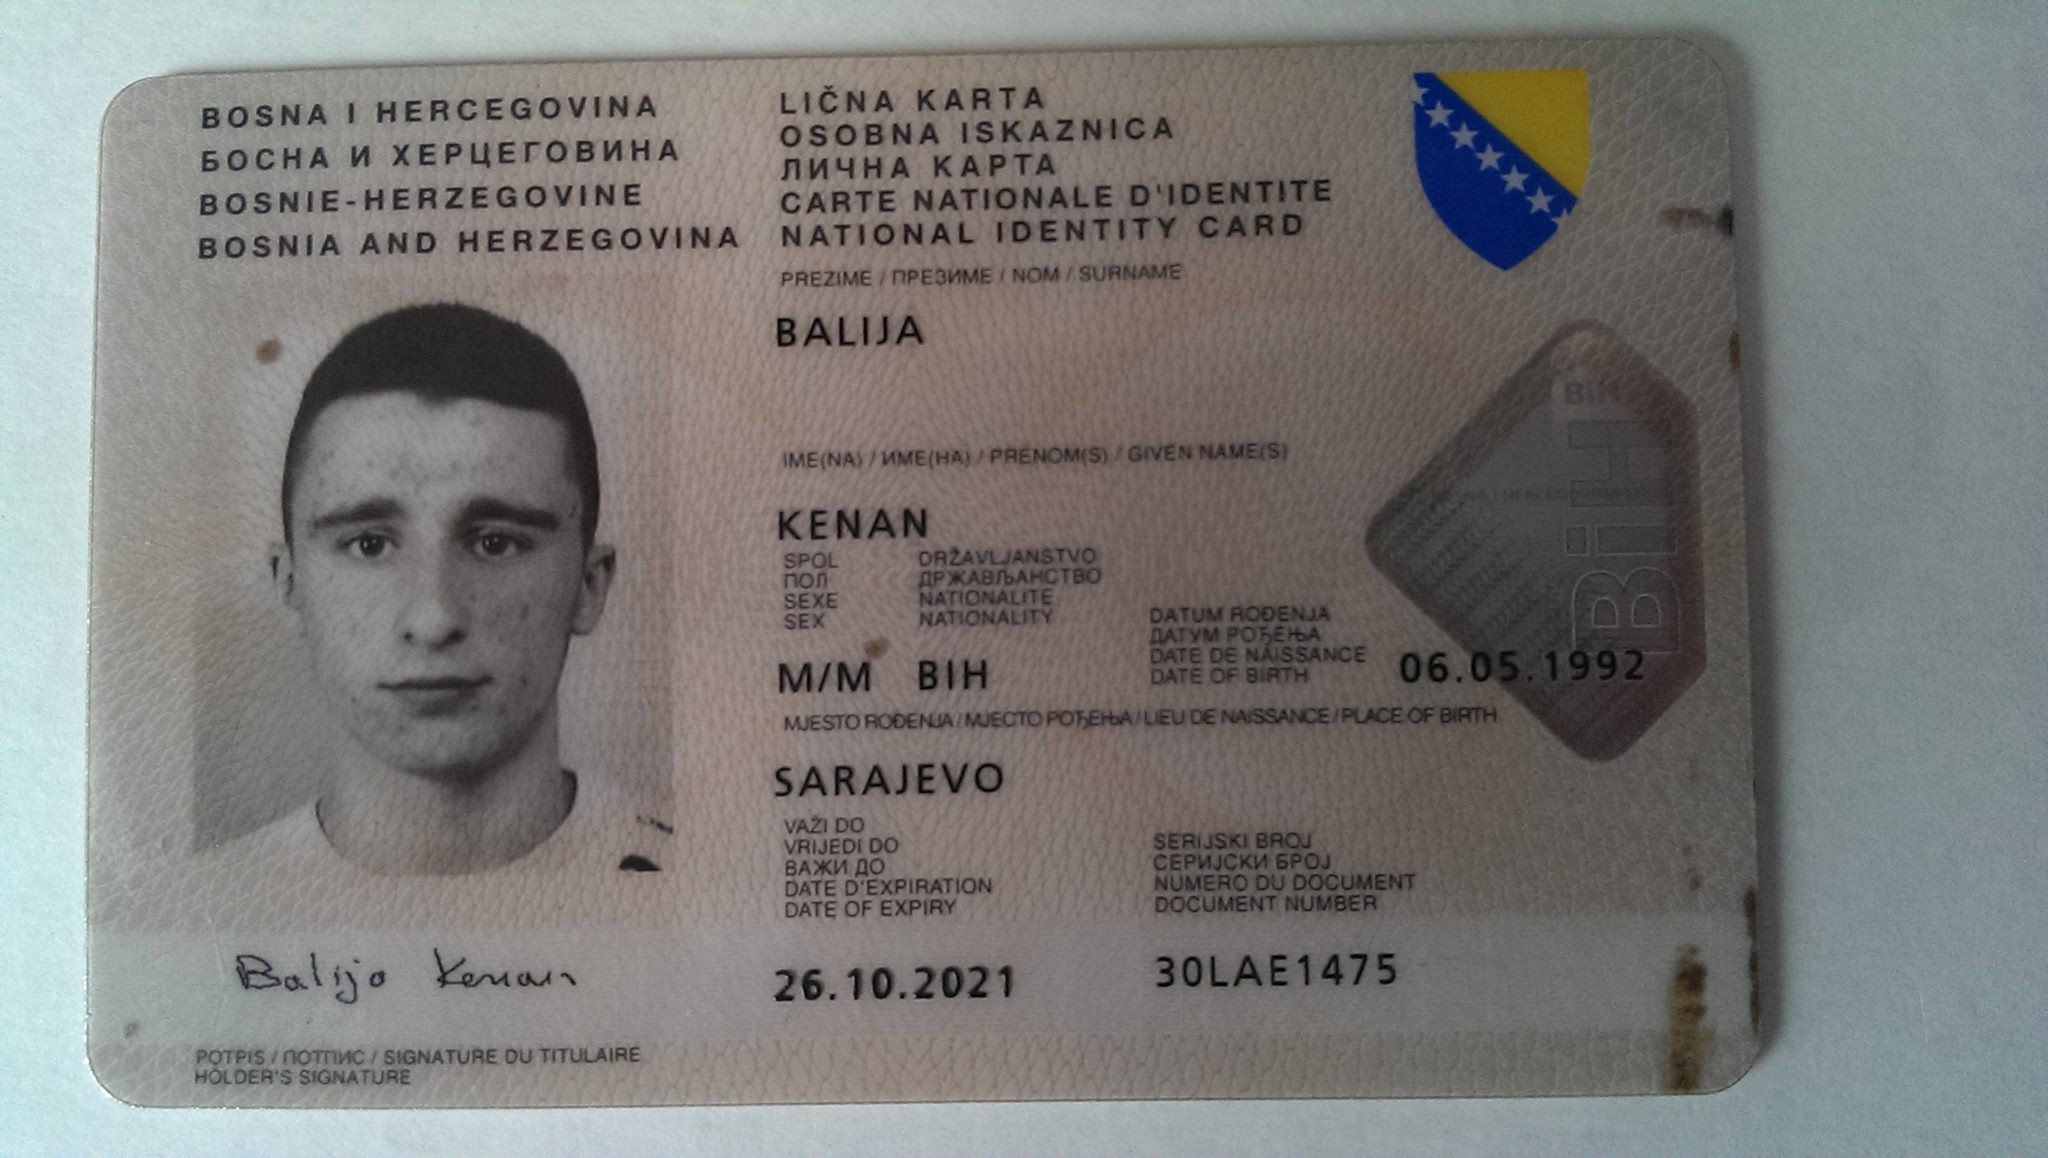 BOSNA I HERCEGOVINA
БОСНА И ХЕРЦЕГОВИНА
BOSNIE-HERZEGOVINE
BOSNIA AND HERZEGOVINA
LIČNA KARTA
OSOBNA ISKAZNICA
ЛИЧНА КАРТА
CARTE NATIONALE D'IDENTITE
NATIONAL IDENTITY CARD
PREZIME / ПРЕЗИМЕ / NOM / SURNAME
BALIJA
IME(NA) / ИМЕ(НА) / PRENOM(S) / GIVEN NAME(S)
KENAN
SPOL
ПОЛ
SEXE
SEX
M/M
DRŽAVLJANSTVO
ДРЖАВЉАНСТВО
NATIONALITE
NATIONALITY
BIH
DATUM ROĐENJA
ДАТУМ РОЂЕЊА
DATE DE NAISSANCE
DATE OF BIRTH
06.05.1992
MJESTO ROĐENJA / МЈЕСТО РОЂЕЊА / LIEU DE NAISSANCE / PLACE OF BIRTH
SARAJEVO
VAŽI DO
VRIJEDI DO
ВАЖИ ДО
DATE D'EXPIRATION
DATE OF EXPIRY
26.10.2021
SERIJSKI BROJ
СЕРИЈСКИ БРОЈ
NUMERO DU DOCUMENT
DOCUMENT NUMBER
30LAE1475
Balija Kenan
POTPIS / ПОТПИС / SIGNATURE DU TITULAIRE
HOLDER'S SIGNATURE
BiH
BiH